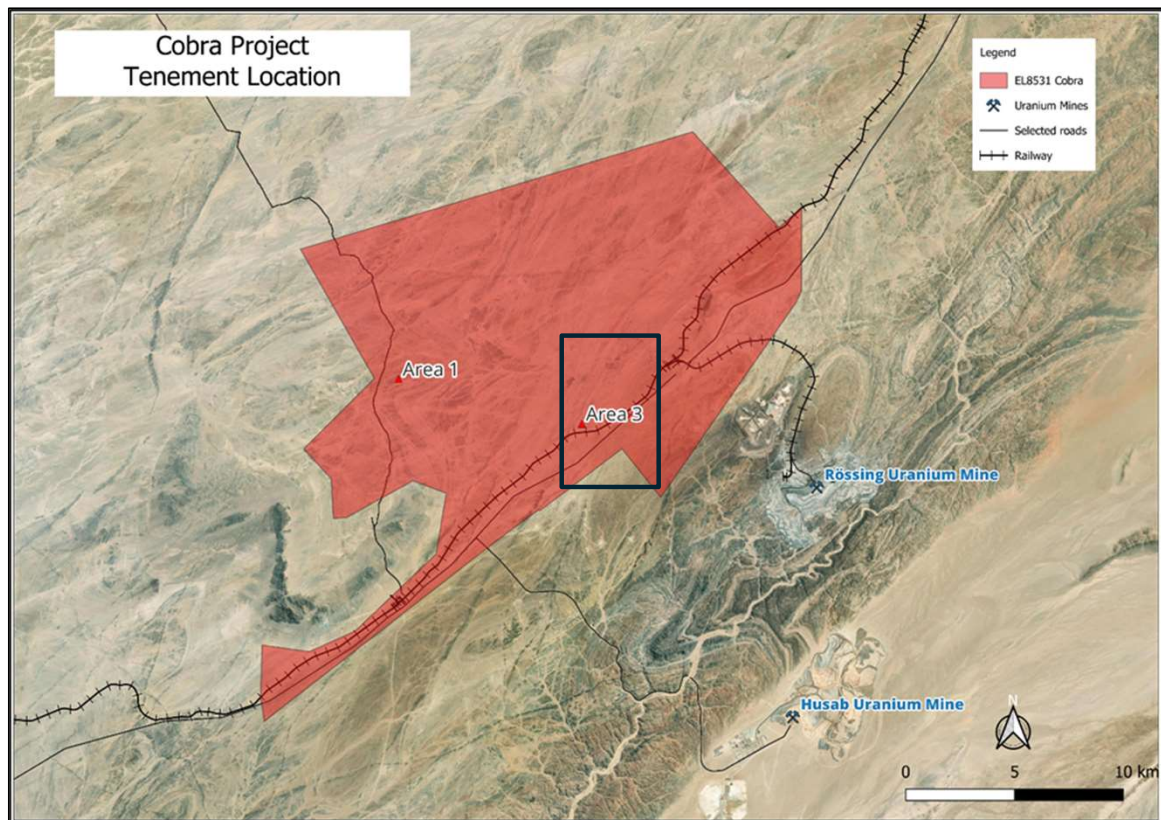 Cobra Project
Tenement Location
Legend
EL8531 Cobra
Uranium Mines
Selected roads
Railway
Area 1
Area 3
Rössing Uranium Mine
Husab Uranium Mine
N
0 5 10 km